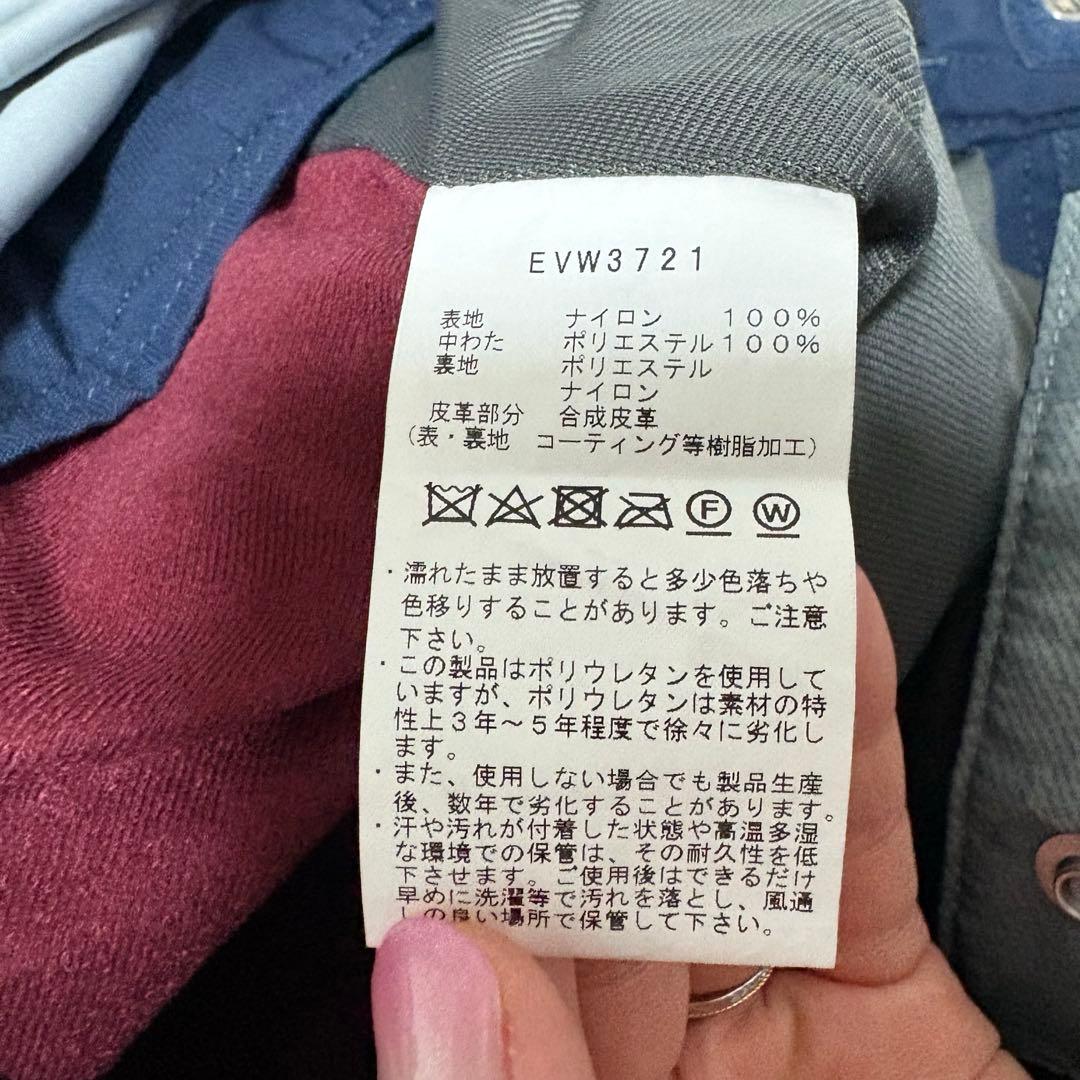 EVW3721
表地　ナイロン　１００％
中わた　ポリエステル１００％
裏地　ポリエステル
ナイロン
皮革部分　合成皮革
（表・裏地　コーティング等樹脂加工）
F W
・濡れたまま放置すると多少色落ちや
色移りすることがあります。ご注意
下さい。
・この製品はポリウレタンを使用して
いますが、ポリウレタンは素材の特
性上３年～５年程度で徐々に劣化し
ます。
・また、使用しない場合でも製品生産
後、数年で劣化することがあります。
・汗や汚れが付着した状態や高温多湿
な環境での保管は、その耐久性を低
下させます。ご使用後はできるだけ
早めに洗濯等で汚れを落とし、風通
しの良い場所で保管して下さい。